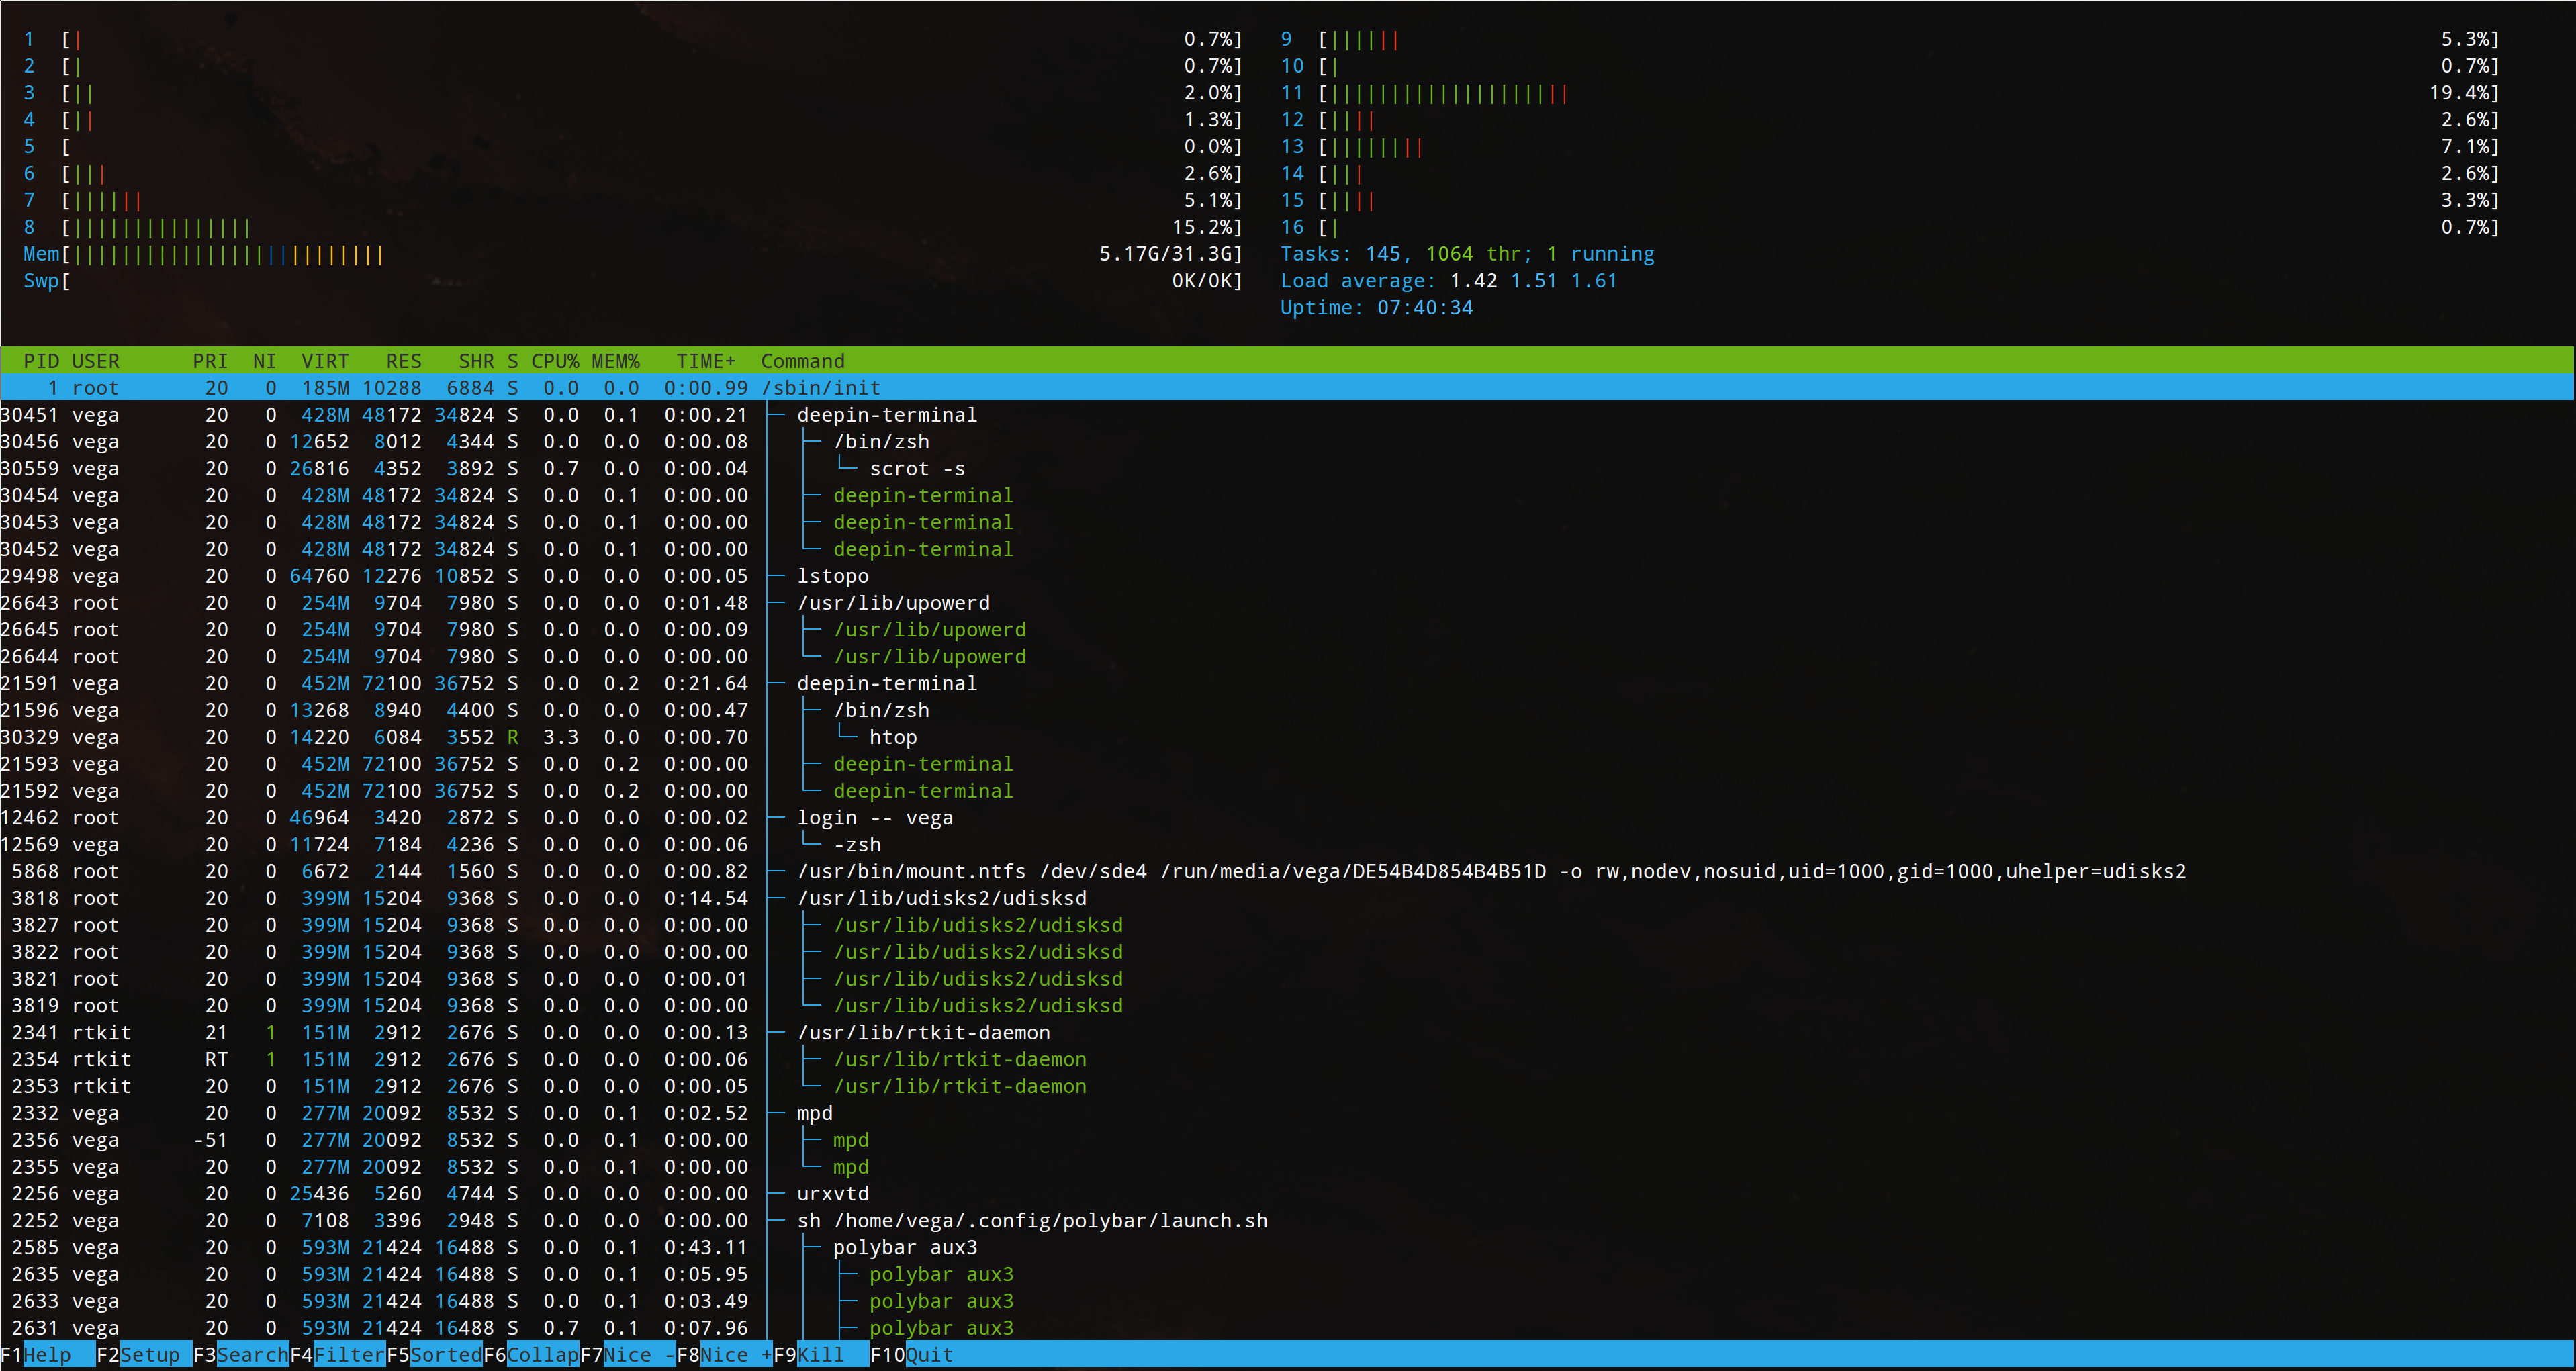 1 [| 0.7%] 9 [|||||| 5.3%]
2 [| 0.7%] 10 [| 0.7%]
3 [|| 2.0%] 11 [|||||||||||||||||||| 19.4%]
4 [|| 1.3%] 12 [|||| 2.6%]
5 [ 0.0%] 13 [|||||||| 7.1%]
6 [||| 2.6%] 14 [||| 2.6%]
7 [|||||| 5.1%] 15 [|||| 3.3%]
8 [||||||||||||||| 15.2%] 16 [| 0.7%]
Mem[|||||||||||||||||||||||||| 5.17G/31.3G] Tasks: 145, 1064 thr; 1 running
Swp[ 0K/0K] Load average: 1.42 1.51 1.61
Uptime: 07:40:34
PID USER PRI NI VIRT RES SHR S CPU% MEM% TIME+ Command
1 root 20 0 185M 10288 6884 S 0.0 0.0 0:00.99 /sbin/init
30451 vega 20 0 428M 48172 34824 S 0.0 0.1 0:00.21 ├─ deepin-terminal
30456 vega 20 0 12652 8012 4344 S 0.0 0.0 0:00.08 │ ├─ /bin/zsh
30559 vega 20 0 26816 4352 3892 S 0.7 0.0 0:00.04 │ │ └─ scrot -s
30454 vega 20 0 428M 48172 34824 S 0.0 0.1 0:00.00 │ ├─ deepin-terminal
30453 vega 20 0 428M 48172 34824 S 0.0 0.1 0:00.00 │ ├─ deepin-terminal
30452 vega 20 0 428M 48172 34824 S 0.0 0.1 0:00.00 │ └─ deepin-terminal
29498 vega 20 0 64760 12276 10852 S 0.0 0.0 0:00.05 ├─ lstopo
26643 root 20 0 254M 9704 7980 S 0.0 0.0 0:01.48 ├─ /usr/lib/upowerd
26645 root 20 0 254M 9704 7980 S 0.0 0.0 0:00.09 │ ├─ /usr/lib/upowerd
26644 root 20 0 254M 9704 7980 S 0.0 0.0 0:00.00 │ └─ /usr/lib/upowerd
21591 vega 20 0 452M 72100 36752 S 0.0 0.2 0:21.64 ├─ deepin-terminal
21596 vega 20 0 13268 8940 4400 S 0.0 0.0 0:00.47 │ ├─ /bin/zsh
30329 vega 20 0 14220 6084 3552 R 3.3 0.0 0:00.70 │ │ └─ htop
21593 vega 20 0 452M 72100 36752 S 0.0 0.2 0:00.00 │ ├─ deepin-terminal
21592 vega 20 0 452M 72100 36752 S 0.0 0.2 0:00.00 │ └─ deepin-terminal
12462 root 20 0 46964 3420 2872 S 0.0 0.0 0:00.02 ├─ login -- vega
12569 vega 20 0 11724 7184 4236 S 0.0 0.0 0:00.06 │ └─ -zsh
5868 root 20 0 6672 2144 1560 S 0.0 0.0 0:00.82 ├─ /usr/bin/mount.ntfs /dev/sde4 /run/media/vega/DE54B4D854B4B51D -o rw,nodev,nosuid,uid=1000,gid=1000,uhelper=udisks2
3818 root 20 0 399M 15204 9368 S 0.0 0.0 0:14.54 ├─ /usr/lib/udisks2/udisksd
3827 root 20 0 399M 15204 9368 S 0.0 0.0 0:00.00 │ ├─ /usr/lib/udisks2/udisksd
3822 root 20 0 399M 15204 9368 S 0.0 0.0 0:00.00 │ ├─ /usr/lib/udisks2/udisksd
3821 root 20 0 399M 15204 9368 S 0.0 0.0 0:00.01 │ ├─ /usr/lib/udisks2/udisksd
3819 root 20 0 399M 15204 9368 S 0.0 0.0 0:00.00 │ └─ /usr/lib/udisks2/udisksd
2341 rtkit 21 1 151M 2912 2676 S 0.0 0.0 0:00.13 ├─ /usr/lib/rtkit-daemon
2354 rtkit RT 1 151M 2912 2676 S 0.0 0.0 0:00.06 │ ├─ /usr/lib/rtkit-daemon
2353 rtkit 20 0 151M 2912 2676 S 0.0 0.0 0:00.05 │ └─ /usr/lib/rtkit-daemon
2332 vega 20 0 277M 20092 8532 S 0.0 0.1 0:02.52 ├─ mpd
2356 vega -51 0 277M 20092 8532 S 0.0 0.1 0:00.00 │ ├─ mpd
2355 vega 20 0 277M 20092 8532 S 0.0 0.1 0:00.00 │ └─ mpd
2256 vega 20 0 25436 5260 4744 S 0.0 0.0 0:00.00 ├─ urxvtd
2252 vega 20 0 7108 3396 2948 S 0.0 0.0 0:00.00 ├─ sh /home/vega/.config/polybar/launch.sh
2585 vega 20 0 593M 21424 16488 S 0.0 0.1 0:43.11 │ ├─ polybar aux3
2635 vega 20 0 593M 21424 16488 S 0.0 0.1 0:05.95 │ │ ├─ polybar aux3
2633 vega 20 0 593M 21424 16488 S 0.0 0.1 0:03.49 │ │ ├─ polybar aux3
2631 vega 20 0 593M 21424 16488 S 0.7 0.1 0:07.96 │ │ ├─ polybar aux3
F1Help F2Setup F3SearchF4FilterF5SortedF6CollapF7Nice -F8Nice +F9Kill F10Quit